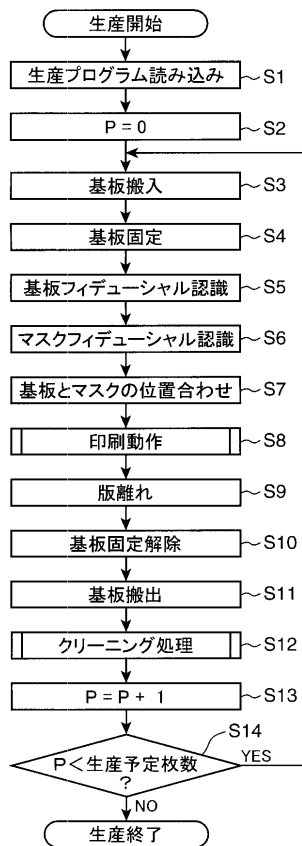 生産開始
生産プログラム読み込み
S1
P = 0
S2
基板搬入
S3
基板固定
S4
基板フィデューシャル認識
S5
マスクフィデューシャル認識
S6
基板とマスクの位置合わせ
S7
印刷動作
S8
版離れ
S9
基板固定解除
S10
基板搬出
S11
クリーニング処理
S12
P = P + 1
S13
S14
P<生産予定枚数
?
YES
NO
生産終了